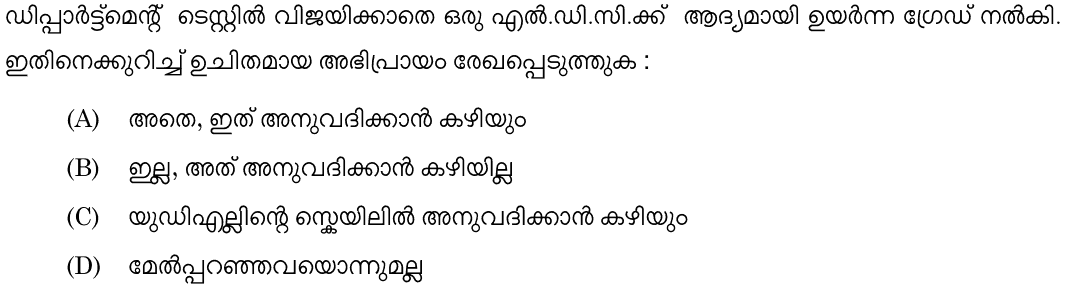 ഡിപ്പാർട്ട്മെന്റ് ടെസ്റ്റിൽ വിജയിക്കാതെ ഒരു എൽ.ഡി.സി.ക്ക് ആദ്യമായി ഉയർന്ന ഗ്രേഡ് നൽകി.
ഇതിനെക്കുറിച്ച് ഉചിതമായ അഭിപ്രായം രേഖപ്പെടുത്തുക :
(A) അതെ, ഇത് അനുവദിക്കാൻ കഴിയും
(B) ഇല്ല, അത് അനുവദിക്കാൻ കഴിയില്ല
(C) യുഡിഎല്ലിന്റെ സ്കെയിലിൽ അനുവദിക്കാൻ കഴിയും
(D) മേൽപ്പറഞ്ഞവയൊന്നുമല്ല